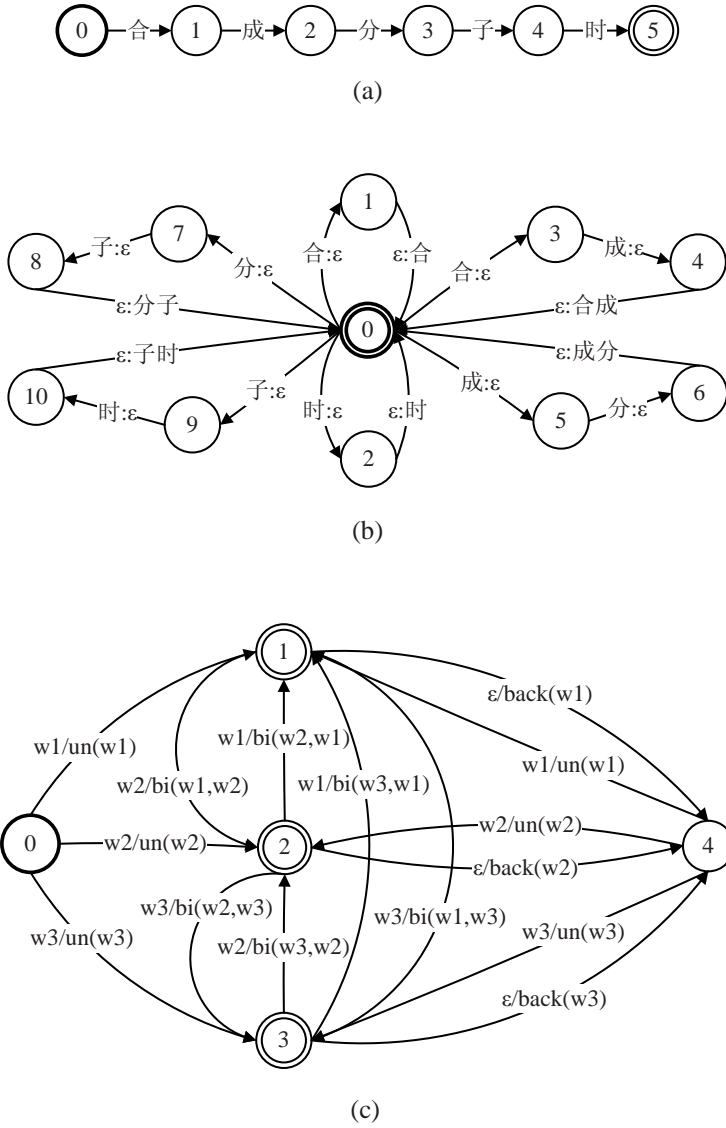 0 合 1 成 2 分 3 子 4 时 5
(a)
1
7 3
子:ε 成:ε
8 4
合:ε ε:合
分:ε 合:ε
ε:分子 ε:合成
0
ε:子时 ε:成分
子:ε 成:ε
10 6
时:ε 时:ε ε:时 分:ε
9 5
2
(b)
1
ε/back(w1)
w1/un(w1) w1/bi(w2,w1)
w1/un(w1)
w2/bi(w1,w2) w1/bi(w3,w1)
w2/un(w2)
0 w2/un(w2) 2 4
ε/back(w2)
w3/bi(w2,w3) w3/bi(w1,w3)
w3/un(w3)
w3/un(w3) w2/bi(w3,w2)
ε/back(w3)
3
(c)